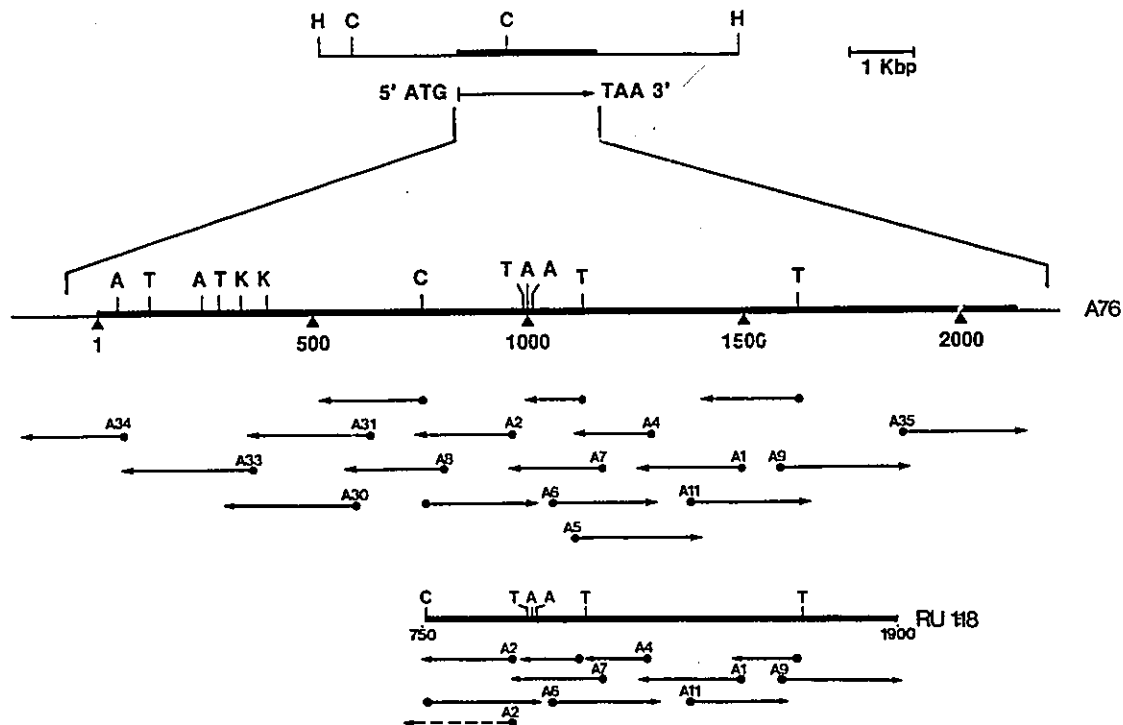 H C C H
1 Kbp
5' ATG TAA 3'
A T A T K K C T A A T T
A76
1 500 1000 1500 2000
A34 A31 A2 A4 A35
A33 A8 A7 A1 A9
A30 A6 A11
A5
C T A A T T
RU 118
750 1900
A2 A4
A7 A1 A9
A6 A11
A2